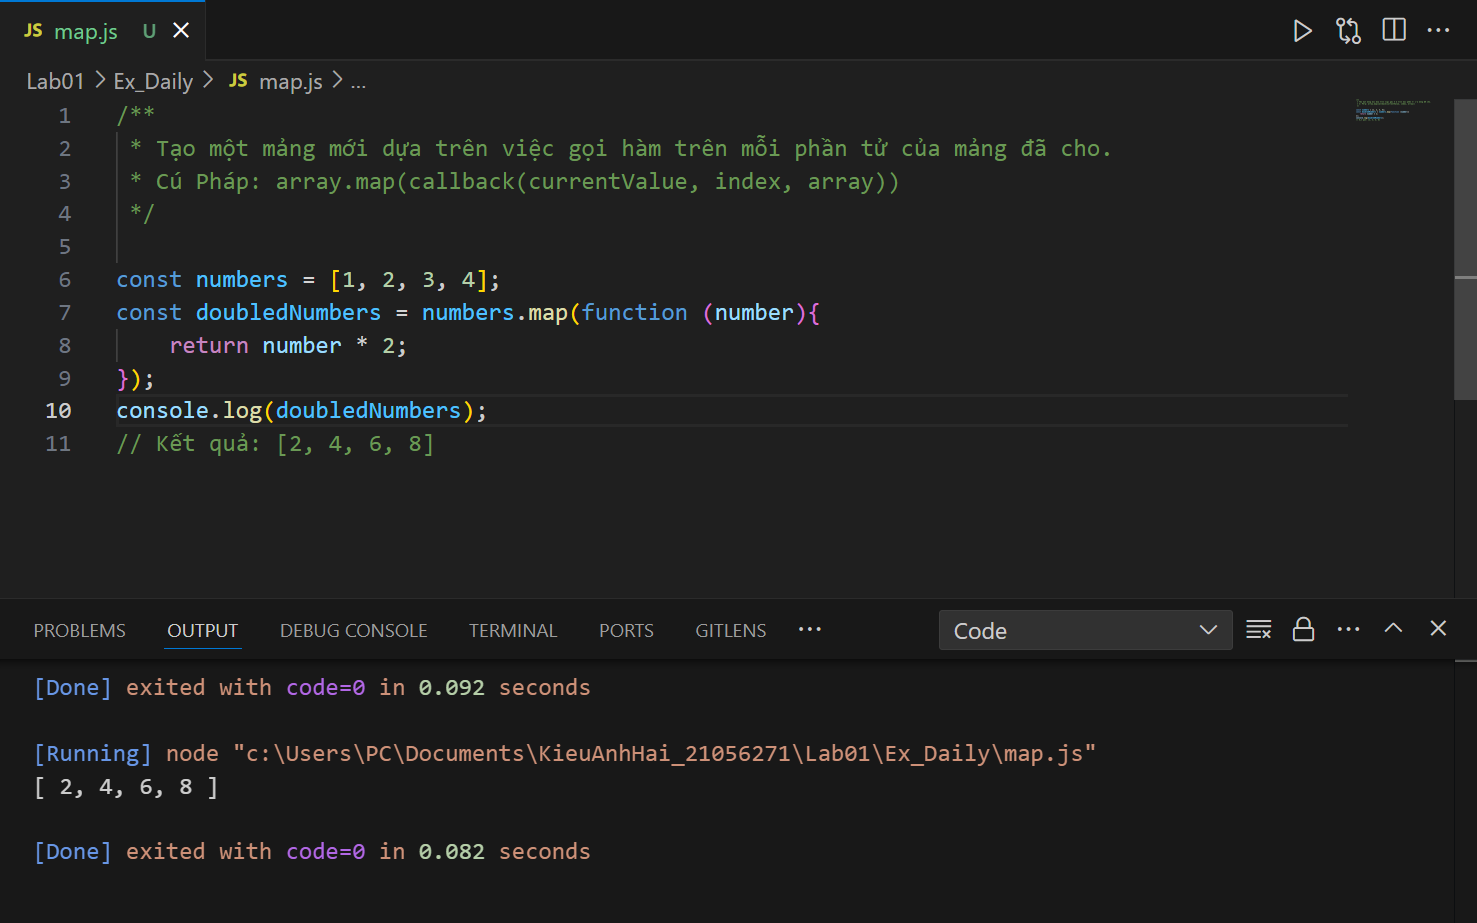 JS map.js U
Lab01 > Ex_Daily > JS map.js > ...
1 /**
2  * Tạo một mảng mới dựa trên việc gọi hàm trên mỗi phần tử của mảng đã cho.
3  * Cú Pháp: array.map(callback(currentValue, index, array))
4  */
5
6 const numbers = [1, 2, 3, 4];
7 const doubledNumbers = numbers.map(function (number){
8     return number * 2;
9 });
10 console.log(doubledNumbers);
11 // Kết quả: [2, 4, 6, 8]
PROBLEMS OUTPUT DEBUG CONSOLE TERMINAL PORTS GITLENS ... Code
[Done] exited with code=0 in 0.092 seconds
[Running] node "c:\Users\PC\Documents\KieuAnhHai_21056271\Lab01\Ex_Daily\map.js"
[ 2, 4, 6, 8 ]
[Done] exited with code=0 in 0.082 seconds